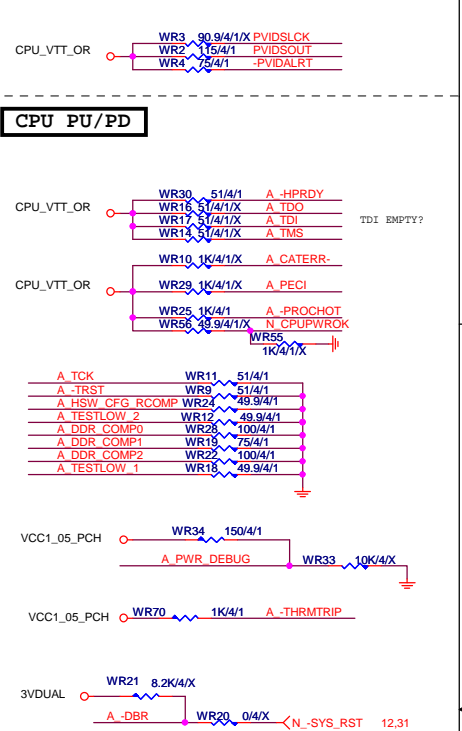 WR3 90.9/4/1/X PVIDSLCK
CPU_VTT_OR WR2 115/4/1 PVIDSOUT
WR4 75/4/1 -PVIDALRT
CPU PU/PD
WR30 51/4/1 A_-HPRDY
CPU_VTT_OR WR16 51/4/1/X A_TDO
WR17 51/4/1/X A_TDI TDI EMPTY?
WR14 51/4/1/X A_TMS
WR10 1K/4/1/X A_CATERR-
CPU_VTT_OR WR29 1K/4/1/X A_PECI
WR25 1K/4/1 A_-PROCHOT
WR56 49.9/4/1/X N_CPUPWROK
WR55
1K/4/1/X
A_TCK WR11 51/4/1
A_-TRST WR9 51/4/1
A_HSW_CFG_RCOMP WR24 49.9/4/1
A_TESTLOW_2 WR12 49.9/4/1
A_DDR_COMP0 WR28 100/4/1
A_DDR_COMP1 WR19 75/4/1
A_DDR_COMP2 WR22 100/4/1
A_TESTLOW_1 WR18 49.9/4/1
VCC1_05_PCH WR34 150/4/1
A_PWR_DEBUG WR33 10K/4/X
VCC1_05_PCH WR70 1K/4/1 A_-THRMTRIP
3VDUAL WR21 8.2K/4/X
A_-DBR WR20 0/4/X N_-SYS_RST 12,31